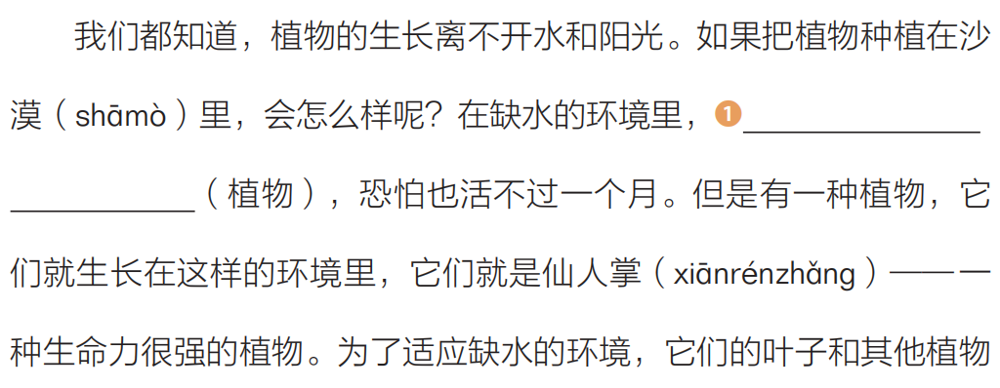 我们都知道，植物的生长离不开水和阳光。如果把植物种植在沙
漠（shāmò）里，会怎么样呢？在缺水的环境里，❶____________
____________（植物），恐怕也活不过一个月。但是有一种植物，它
们就生长在这样的环境里，它们就是仙人掌（xiānrénzhǎng）——一
种生命力很强的植物。为了适应缺水的环境，它们的叶子和其他植物